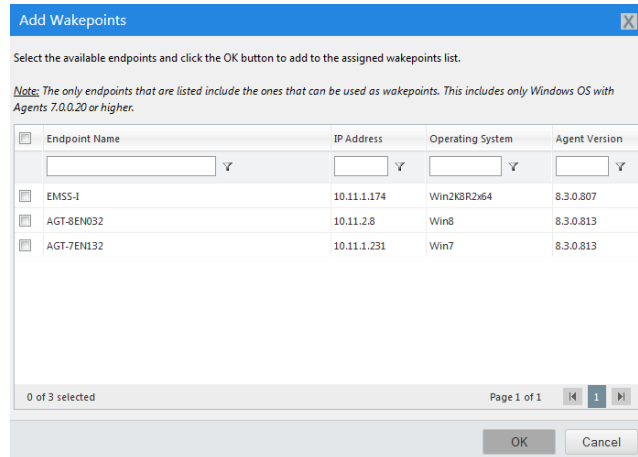 Add Wakepoints
X
Select the available endpoints and click the OK button to add to the assigned wakepoints list.
Note: The only endpoints that are listed include the ones that can be used as wakepoints. This includes only Windows OS with
Agents 7.0.0.20 or higher.
Endpoint Name IP Address Operating System Agent Version
EMSS-I 10.11.1.174 Win2K8R2x64 8.3.0.807
AGT-8EN032 10.11.2.8 Win8 8.3.0.813
AGT-7EN132 10.11.1.231 Win7 8.3.0.813
0 of 3 selected Page 1 of 1 1
OK Cancel